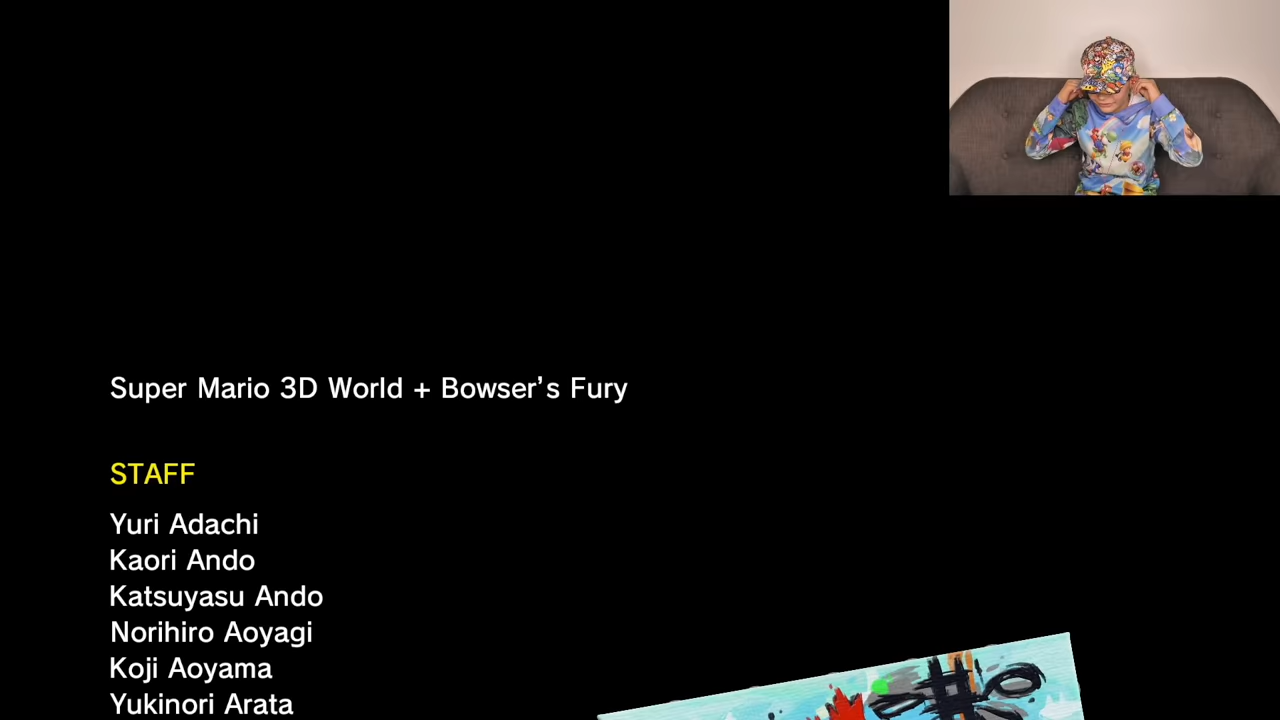 Super Mario 3D World + Bowser’s Fury
STAFF
Yuri Adachi
Kaori Ando
Katsuyasu Ando
Norihiro Aoyagi
Koji Aoyama
Yukinori Arata